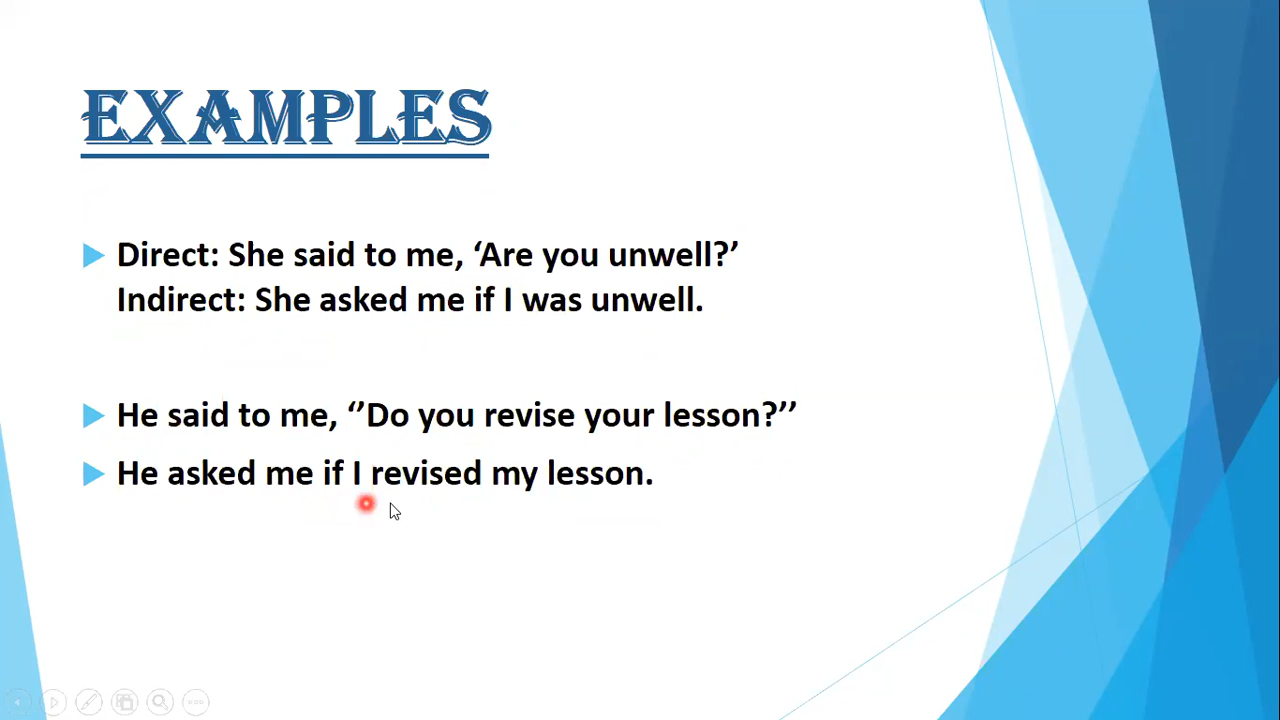 EXAMPLES
Direct: She said to me, ‘Are you unwell?’
Indirect: She asked me if I was unwell.
He said to me, ‘’Do you revise your lesson?’’
He asked me if I revised my lesson.